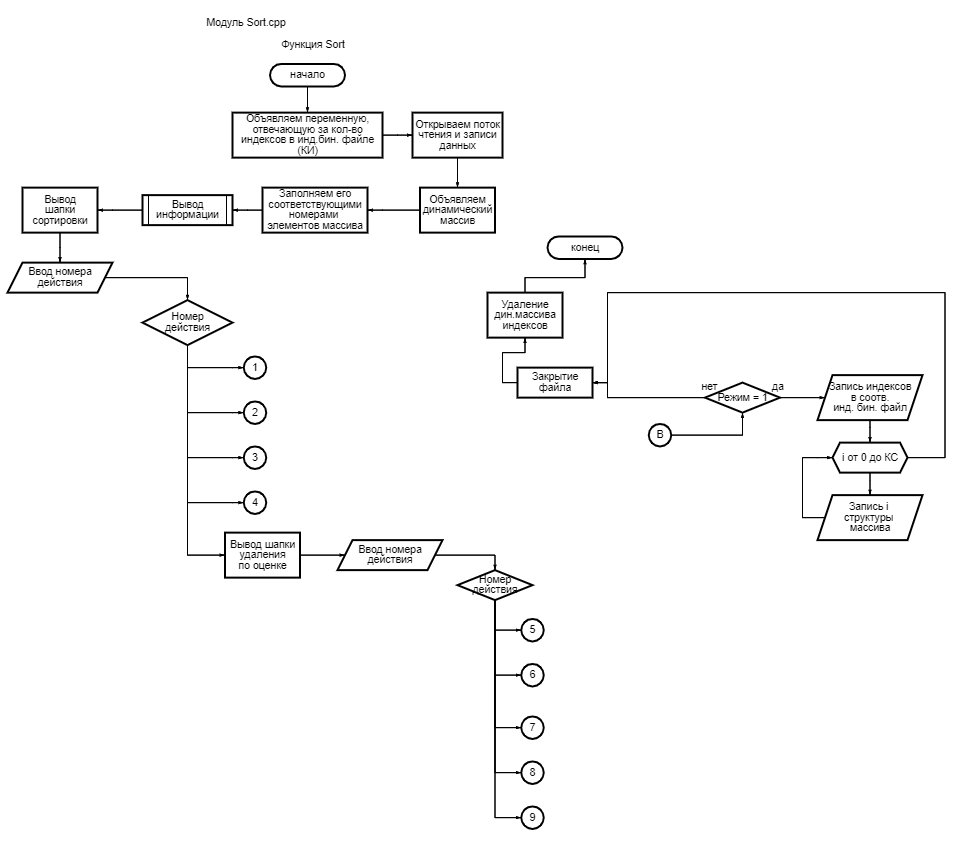 Модуль Sort.cpp
Функция Sort
начало
Объявляем переменную,
отвечающую за кол-во
индексов в инд.бин. файле
(КИ)
Открываем поток
чтения и записи
данных
Объявляем
динамический
массив
Заполняем его
соответствующими
номерами
элементов массива
Вывод
информации
Вывод
шапки
сортировки
Ввод номера
действия
Номер
действия
1
2
3
4
Вывод шапки
удаления
по оценке
Ввод номера
действия
Номер
действия
5
6
7
8
9
конец
Удаление
дин.массива
индексов
Закрытие
файла
нет
да
Режим = 1
В
Запись индексов
в соотв.
инд. бин. файл
i от 0 до КС
Запись i
структуры
массива